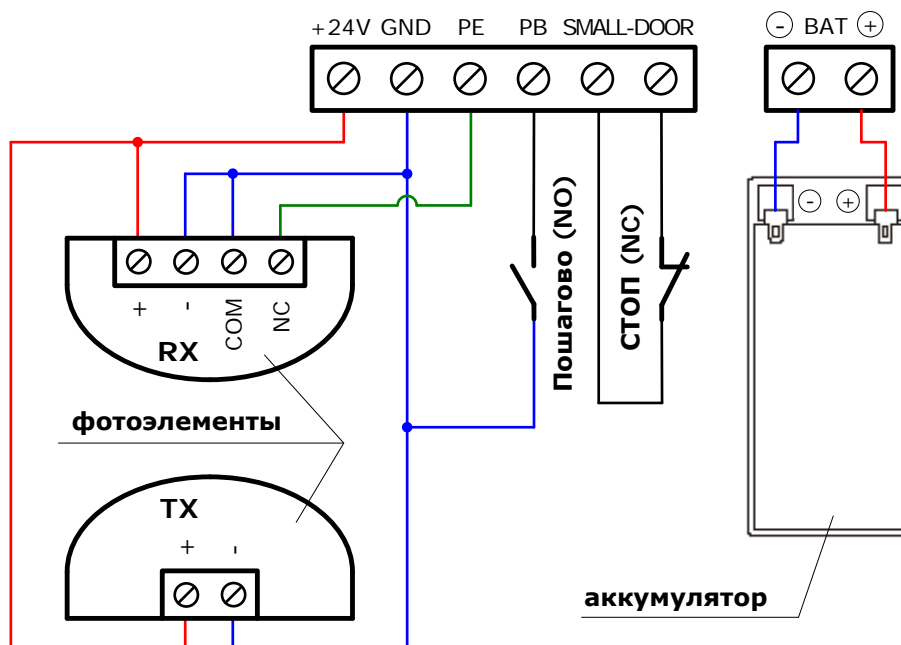 +24V GND PE PB SMALL-DOOR - BAT +
- +
+ - COM NC
RX
Пошагово (NO)
СТОП (NC)
фотоэлементы
TX
+ -
аккумулятор